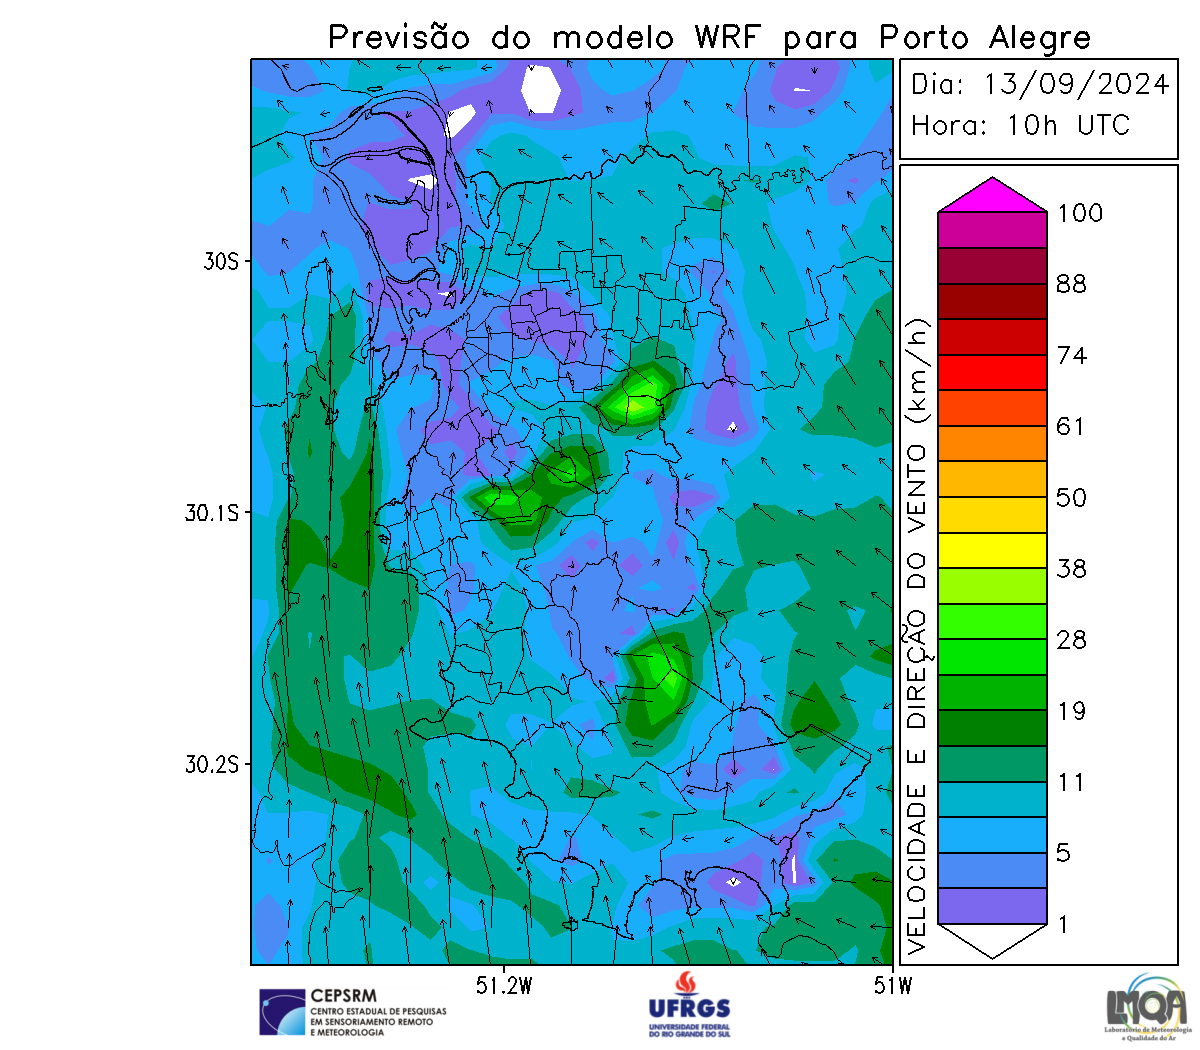 Previsão do modelo WRF para Porto Alegre
Dia: 13/09/2024
Hora: 10h UTC
100
88
74
61
50
38
28
19
11
5
1
VELOCIDADE E DIREÇÃO DO VENTO (km/h)
30S
30.1S
30.2S
51.2W
51W
CEPSRM
CENTRO ESTADUAL DE PESQUISAS
EM SENSORIAMENTO REMOTO
E METEOROLOGIA
UFRGS
UNIVERSIDADE FEDERAL
DO RIO GRANDE DO SUL
LMQA
Laboratório de Meteorologia
e Qualidade do Ar